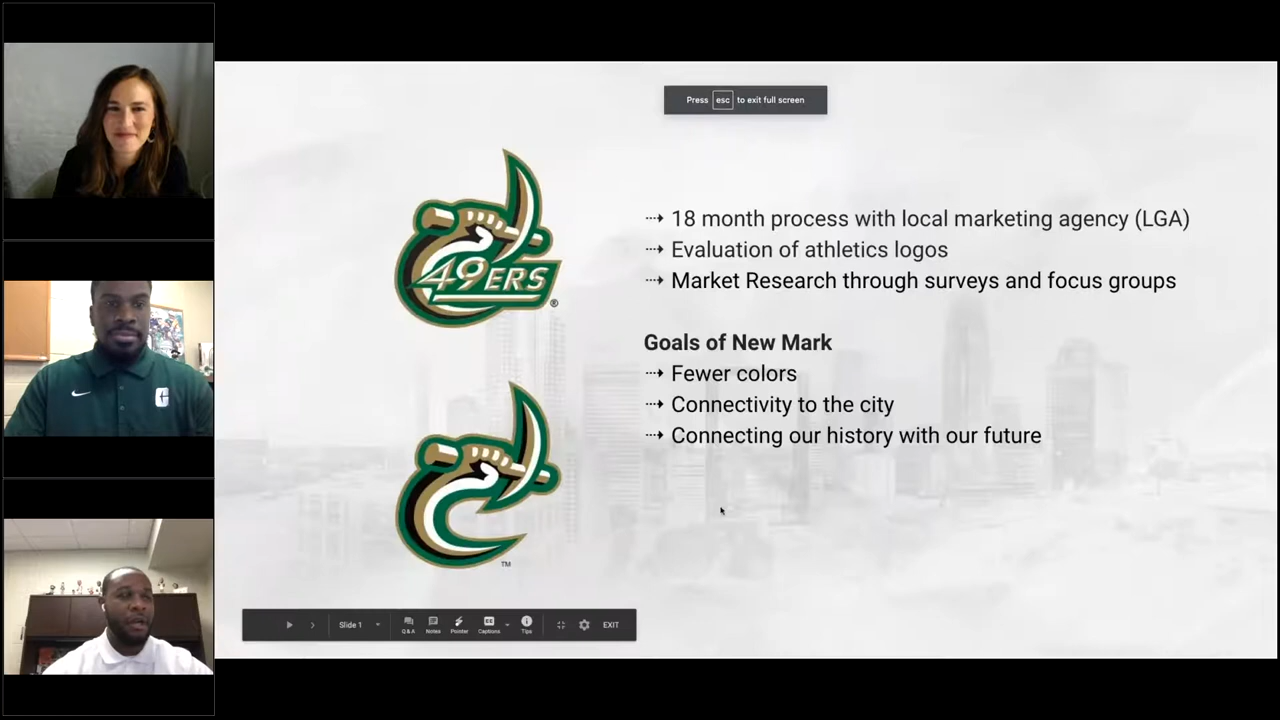 Press esc to exit full screen
49ERS
®
⤑ 18 month process with local marketing agency (LGA)
⤑ Evaluation of athletics logos
⤑ Market Research through surveys and focus groups
Goals of New Mark
⤑ Fewer colors
⤑ Connectivity to the city
⤑ Connecting our history with our future
TM
Slide 1
Q & A Notes Pointer Captions Tips EXIT